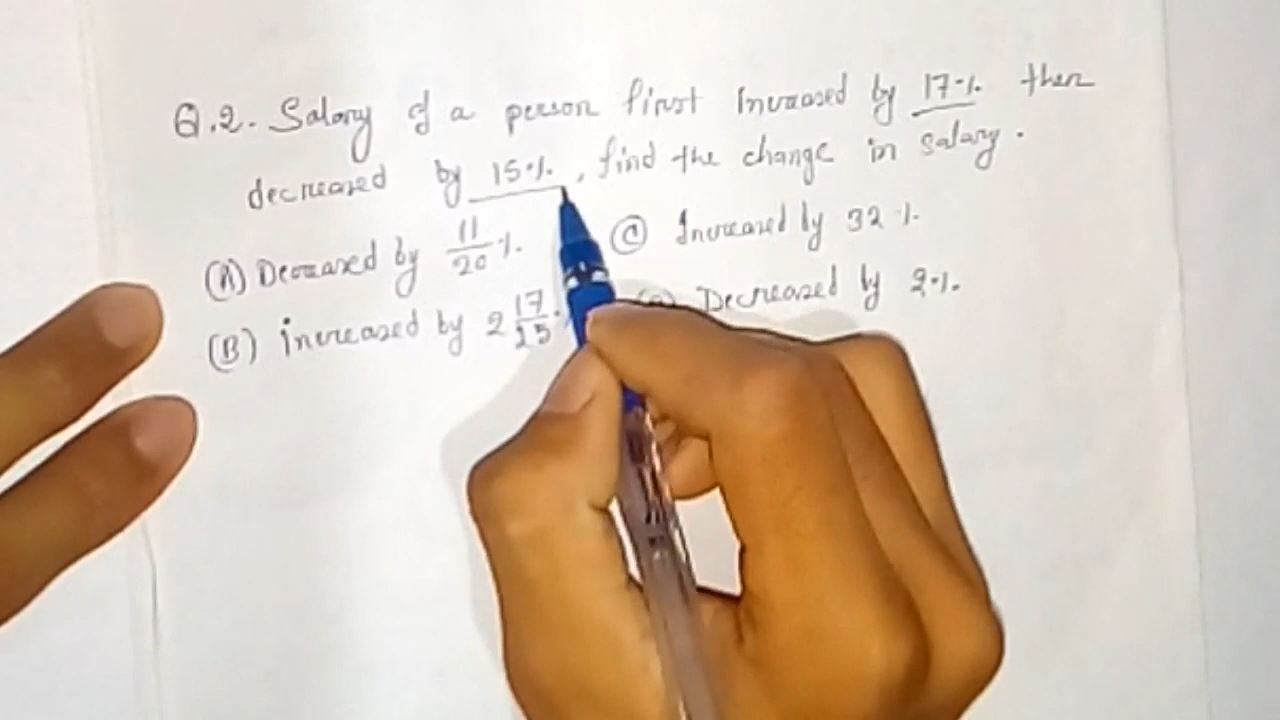 Q.2. Salary of a person first increased by 17% then
decreased by 15%, find the change in salary.
(A) Decreased by 11/20 % (C) Increased by 32%.
(B) increased by 2 17/25 Decreased by 2%.